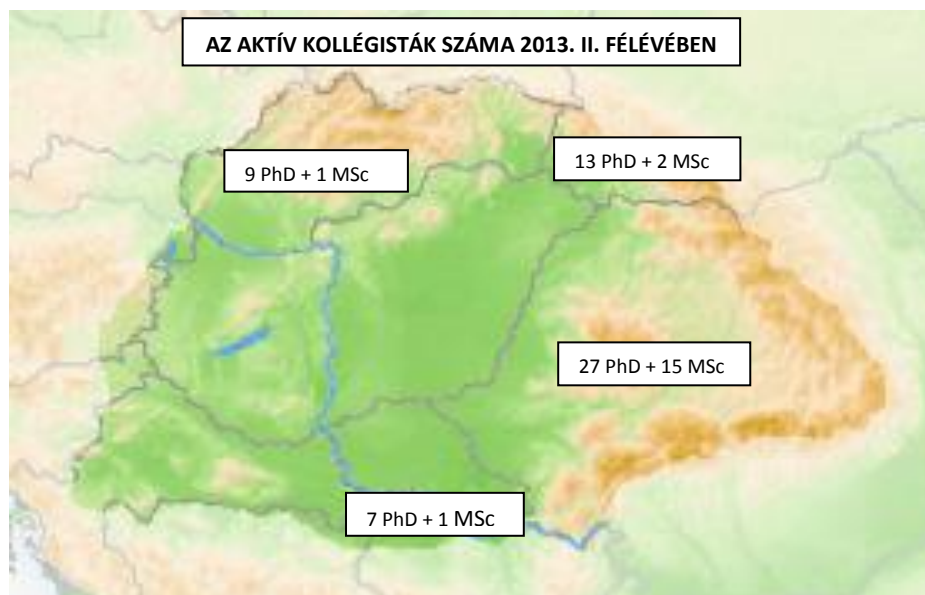 AZ AKTÍV KOLLÉGISTÁK SZÁMA 2013. II. FÉLÉVÉBEN
9 PhD + 1 MSc
13 PhD + 2 MSc
27 PhD + 15 MSc
7 PhD + 1 MSc